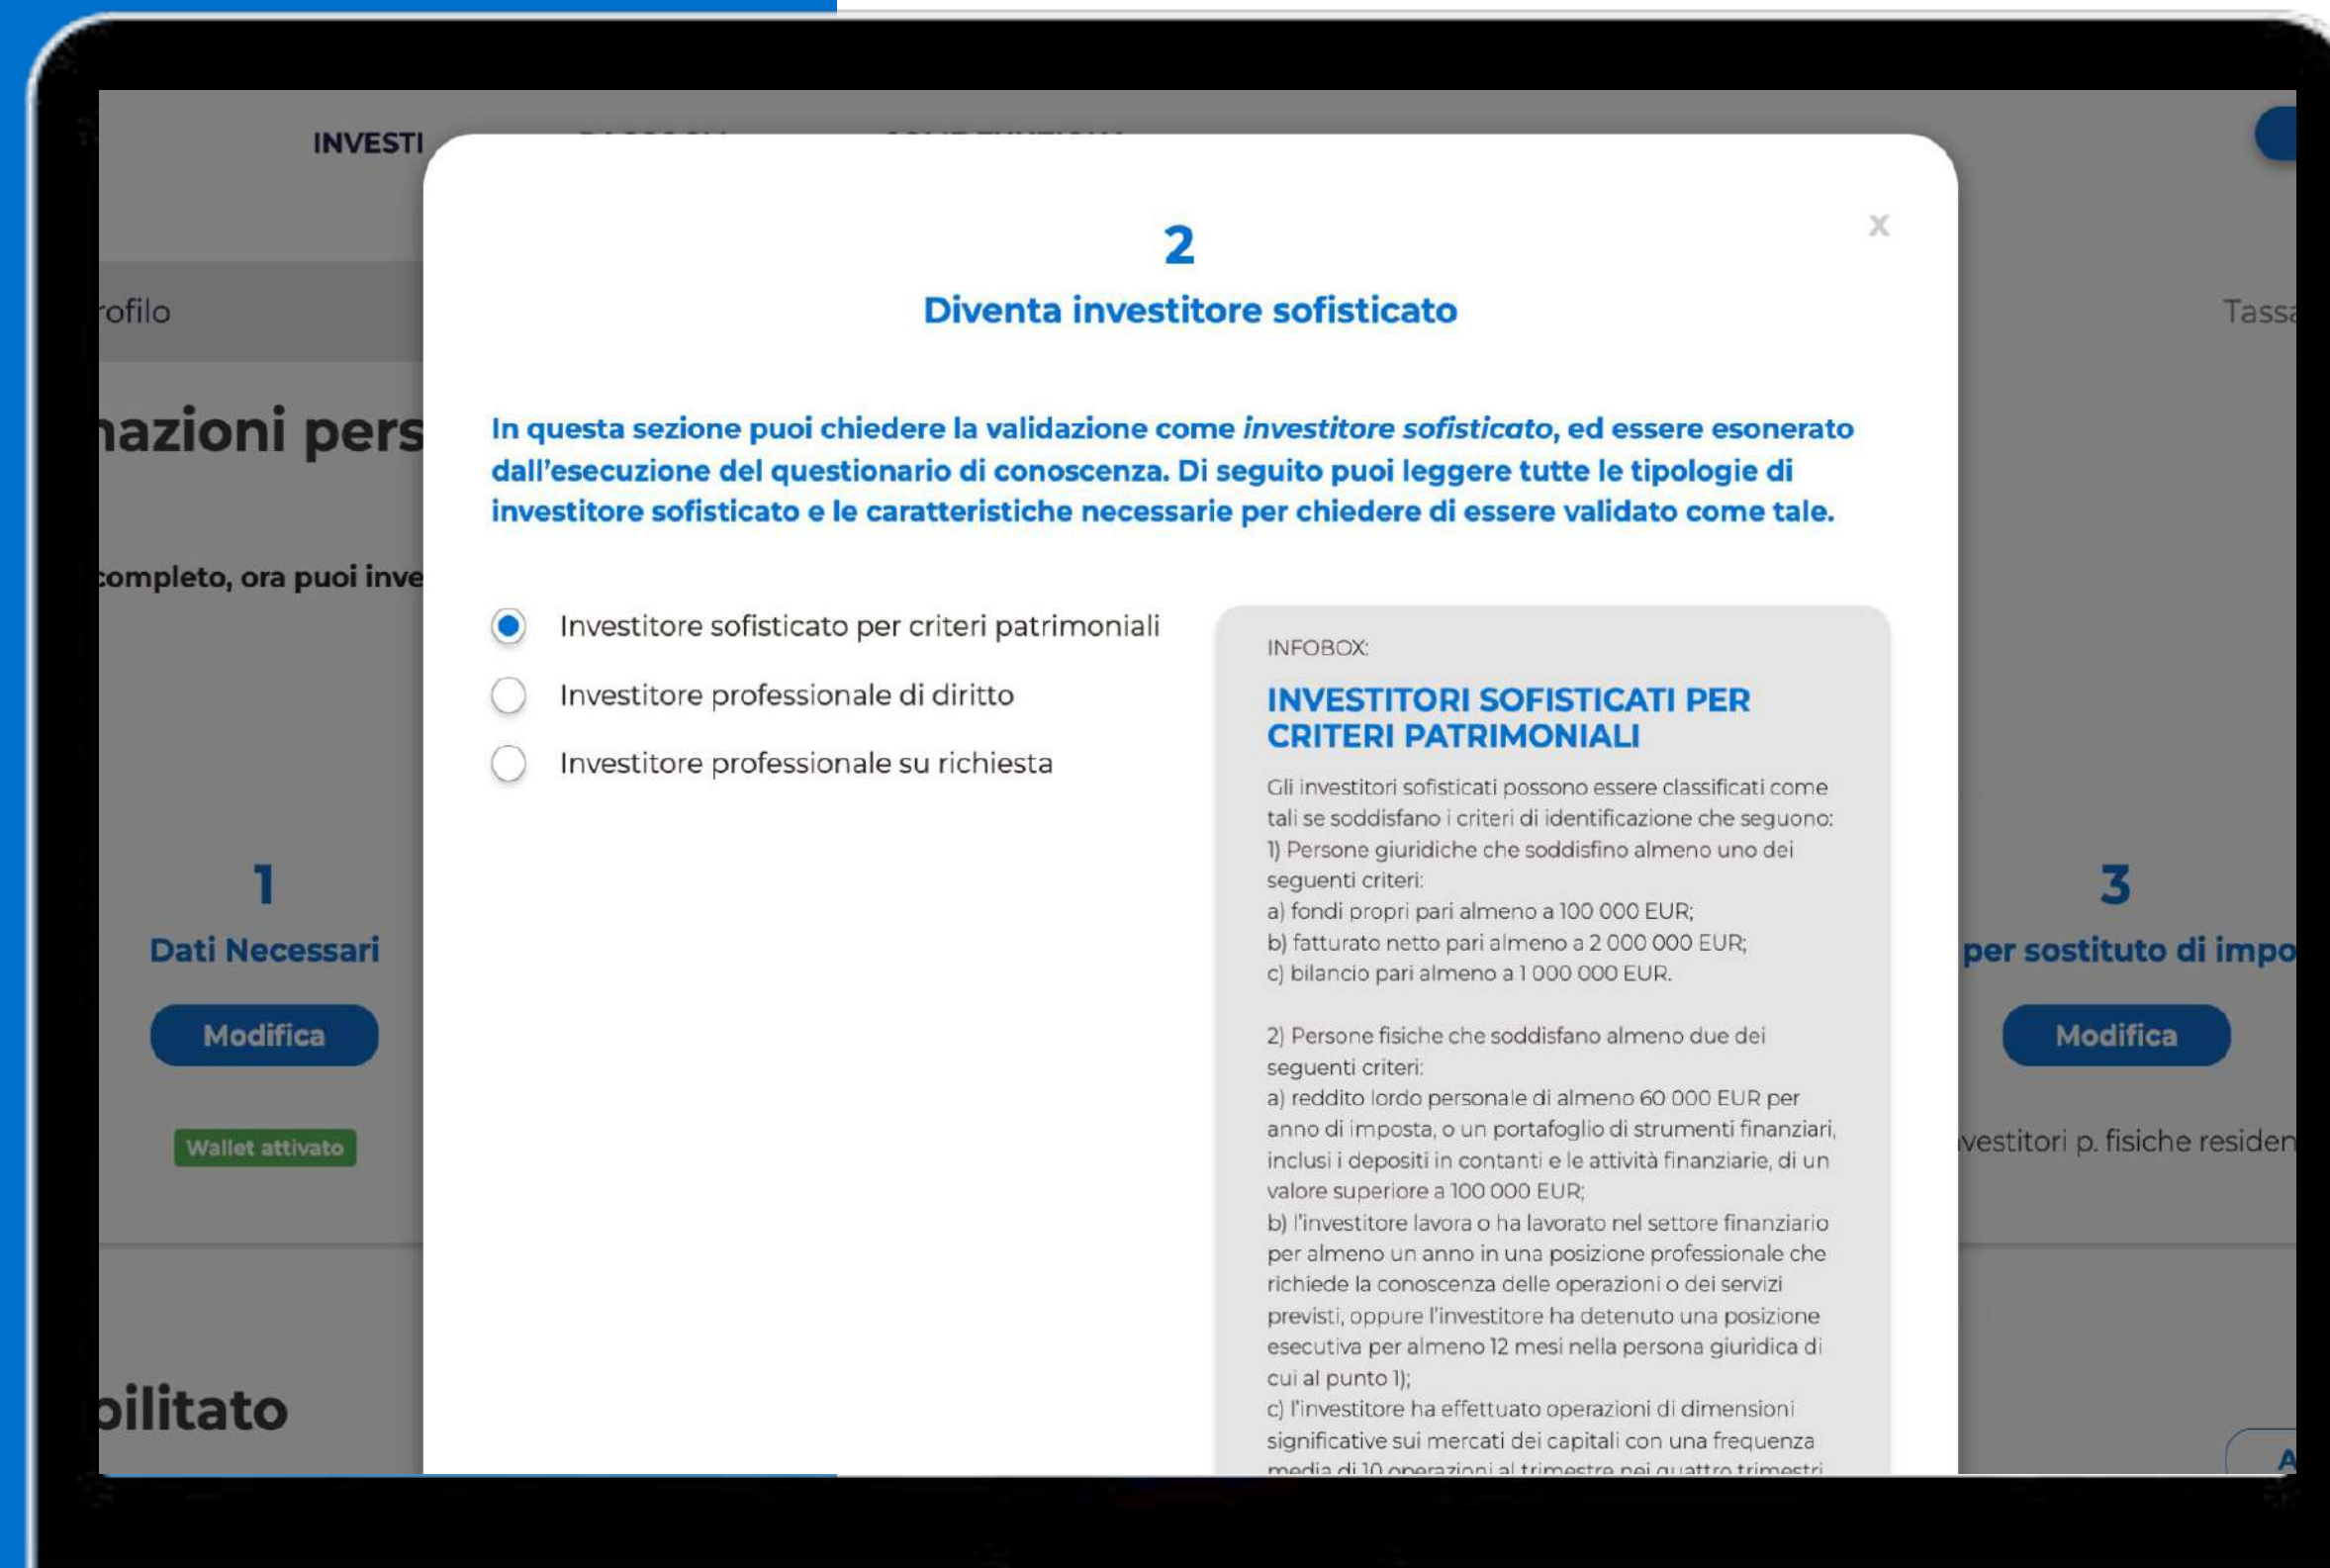 INVESTI
2
x
Diventa investitore sofisticato
rofilo
Tassa
nazioni pers
In questa sezione puoi chiedere la validazione come investitore sofisticato, ed essere esonerato
dall'esecuzione del questionario di conoscenza. Di seguito puoi leggere tutte le tipologie di
investitore sofisticato e le caratteristiche necessarie per chiedere di essere validato come tale.
completo, ora puoi inve
Investitore sofisticato per criteri patrimoniali
Investitore professionale di diritto
Investitore professionale su richiesta
INFOBOX:
INVESTITORI SOFISTICATI PER
CRITERI PATRIMONIALI
Gli investitori sofisticati possono essere classificati come
tali se soddisfano i criteri di identificazione che seguono:
1) Persone giuridiche che soddisfino almeno uno dei
seguenti criteri:
a) fondi propri pari almeno a 100 000 EUR;
b) fatturato netto pari almeno a 2 000 000 EUR;
c) bilancio pari almeno a 1 000 000 EUR.
2) Persone fisiche che soddisfano almeno due dei
seguenti criteri:
a) reddito lordo personale di almeno 60 000 EUR per
anno di imposta, o un portafoglio di strumenti finanziari,
inclusi i depositi in contanti e le attività finanziarie, di un
valore superiore a 100 000 EUR;
b) l'investitore lavora o ha lavorato nel settore finanziario
per almeno un anno in una posizione professionale che
richiede la conoscenza delle operazioni o dei servizi
previsti, oppure l'investitore ha detenuto una posizione
esecutiva per almeno 12 mesi nella persona giuridica di
cui al punto 1);
c) l'investitore ha effettuato operazioni di dimensioni
significative sui mercati dei capitali con una frequenza
media di 10 operazioni al trimestre nei quattro trimestri
1
Dati Necessari
Modifica
Wallet attivato
3
per sostituto di impo
Modifica
vestitori p. fisiche residen
bilitato
A